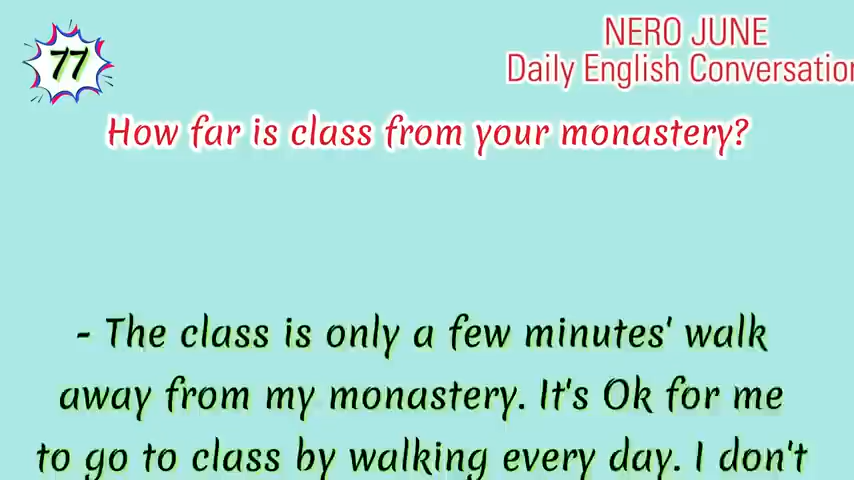 77
NERO JUNE
Daily English Conversation
How far is class from your monastery?
- The class is only a few minutes' walk
away from my monastery. It's Ok for me
to go to class by walking every day. I don't